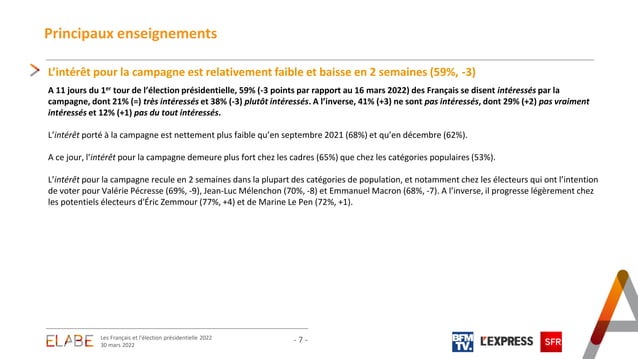 Principaux enseignements
L’intérêt pour la campagne est relativement faible et baisse en 2 semaines (59%, -3)
A 11 jours du 1er tour de l’élection présidentielle, 59% (-3 points par rapport au 16 mars 2022) des Français se disent intéressés par la
campagne, dont 21% (=) très intéressés et 38% (-3) plutôt intéressés. A l’inverse, 41% (+3) ne sont pas intéressés, dont 29% (+2) pas vraiment
intéressés et 12% (+1) pas du tout intéressés.
L’intérêt porté à la campagne est nettement plus faible qu’en septembre 2021 (68%) et qu’en décembre (62%).
A ce jour, l’intérêt pour la campagne demeure plus fort chez les cadres (65%) que chez les catégories populaires (53%).
L’intérêt pour la campagne recule en 2 semaines dans la plupart des catégories de population, et notamment chez les électeurs qui ont l’intention
de voter pour Valérie Pécresse (69%, -9), Jean-Luc Mélenchon (70%, -8) et Emmanuel Macron (68%, -7). A l’inverse, il progresse légèrement chez
les potentiels électeurs d’Éric Zemmour (77%, +4) et de Marine Le Pen (72%, +1).
ELABE
Les Français et l’élection présidentielle 2022
30 mars 2022
- 7 -
BFM
TV.
L’EXPRESS
SFR